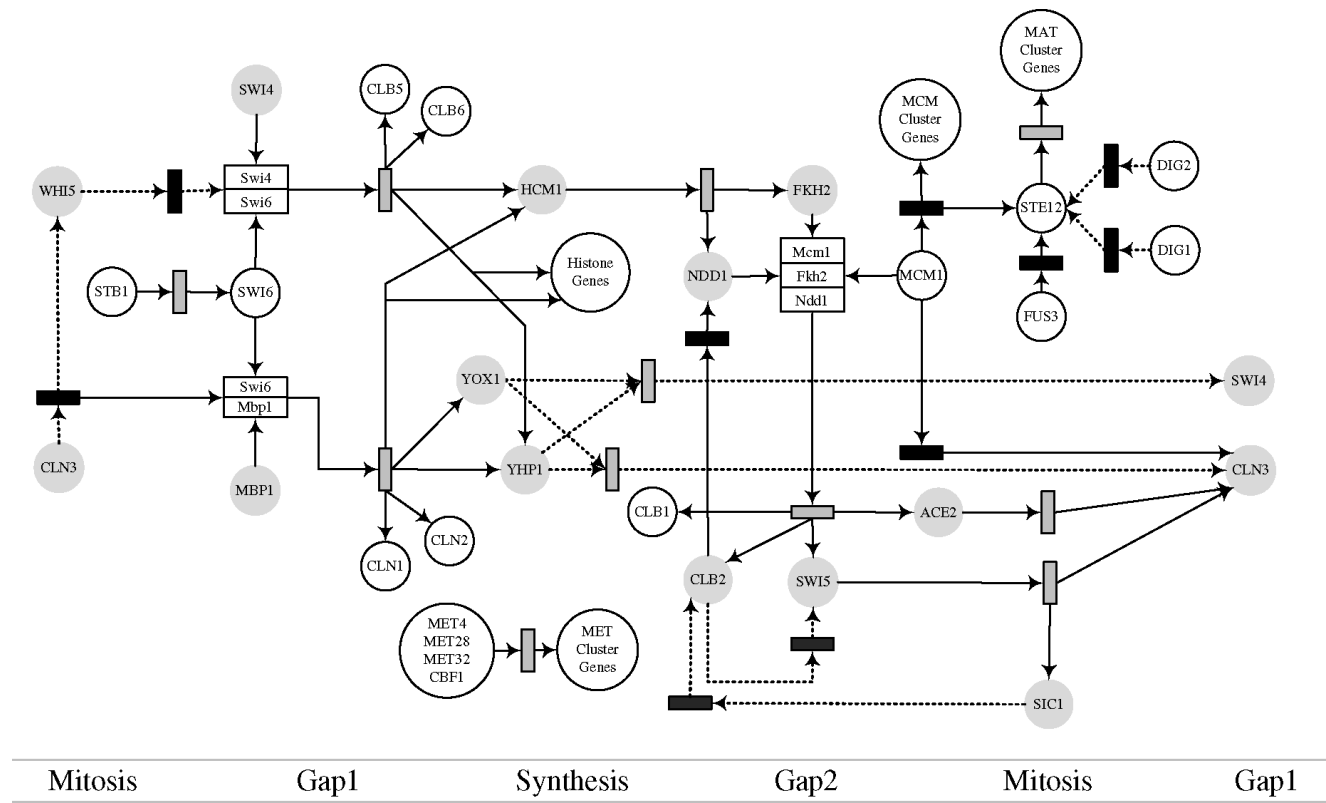 MAT
Cluster
Genes
SWI4
CLB5
CLB6
MCM
Cluster
Genes
WHI5
Swi4
Swi6
HCM1
FKH2
STE12
DIG2
DIG1
STB1
SWI6
Histone
Genes
NDD1
Mcm1
Fkh2
Ndd1
MCM1
FUS3
Swi6
Mbp1
YOX1
SWI4
CLN3
MBP1
YHP1
CLN3
CLN1
CLN2
CLB1
ACE2
CLB2
SWI5
MET4
MET28
MET32
CBF1
MET
Cluster
Genes
SIC1
Mitosis Gap1 Synthesis Gap2 Mitosis Gap1